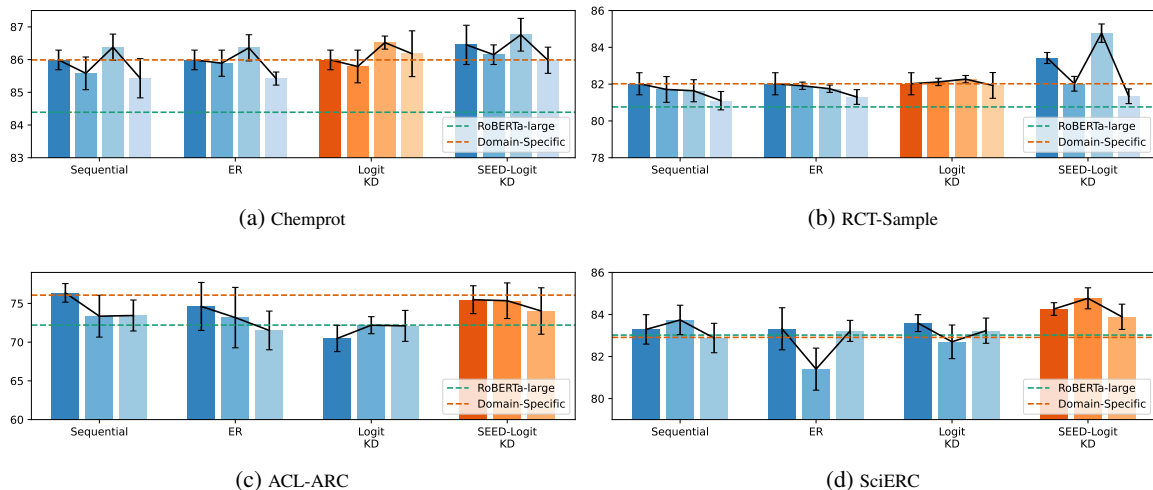 87
86
85
84
83
RoBERTa-large
Domain-Specific
Sequential
ER
Logit
KD
SEED-Logit
KD
(a) Chemprot
86
84
82
80
78
RoBERTa-large
Domain-Specific
Sequential
ER
Logit
KD
SEED-Logit
KD
(b) RCT-Sample
75
70
65
60
RoBERTa-large
Domain-Specific
Sequential
ER
Logit
KD
SEED-Logit
KD
(c) ACL-ARC
86
84
82
80
RoBERTa-large
Domain-Specific
Sequential
ER
Logit
KD
SEED-Logit
KD
(d) SciERC